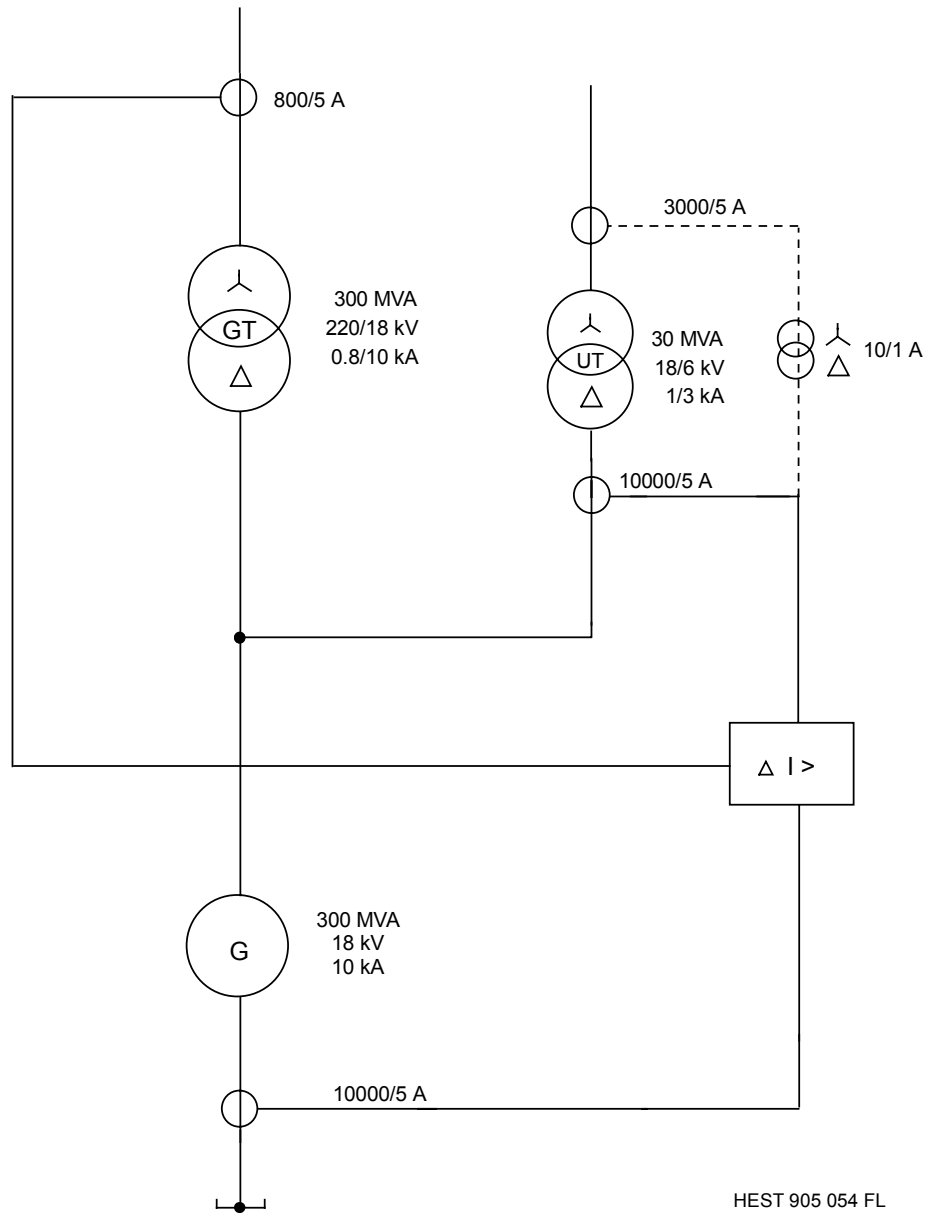 800/5 A
3000/5 A
GT
300 MVA
220/18 kV
0.8/10 kA
UT
30 MVA
18/6 kV
1/3 kA
10/1 A
10000/5 A
Δ I >
G
300 MVA
18 kV
10 kA
10000/5 A
HEST 905 054 FL